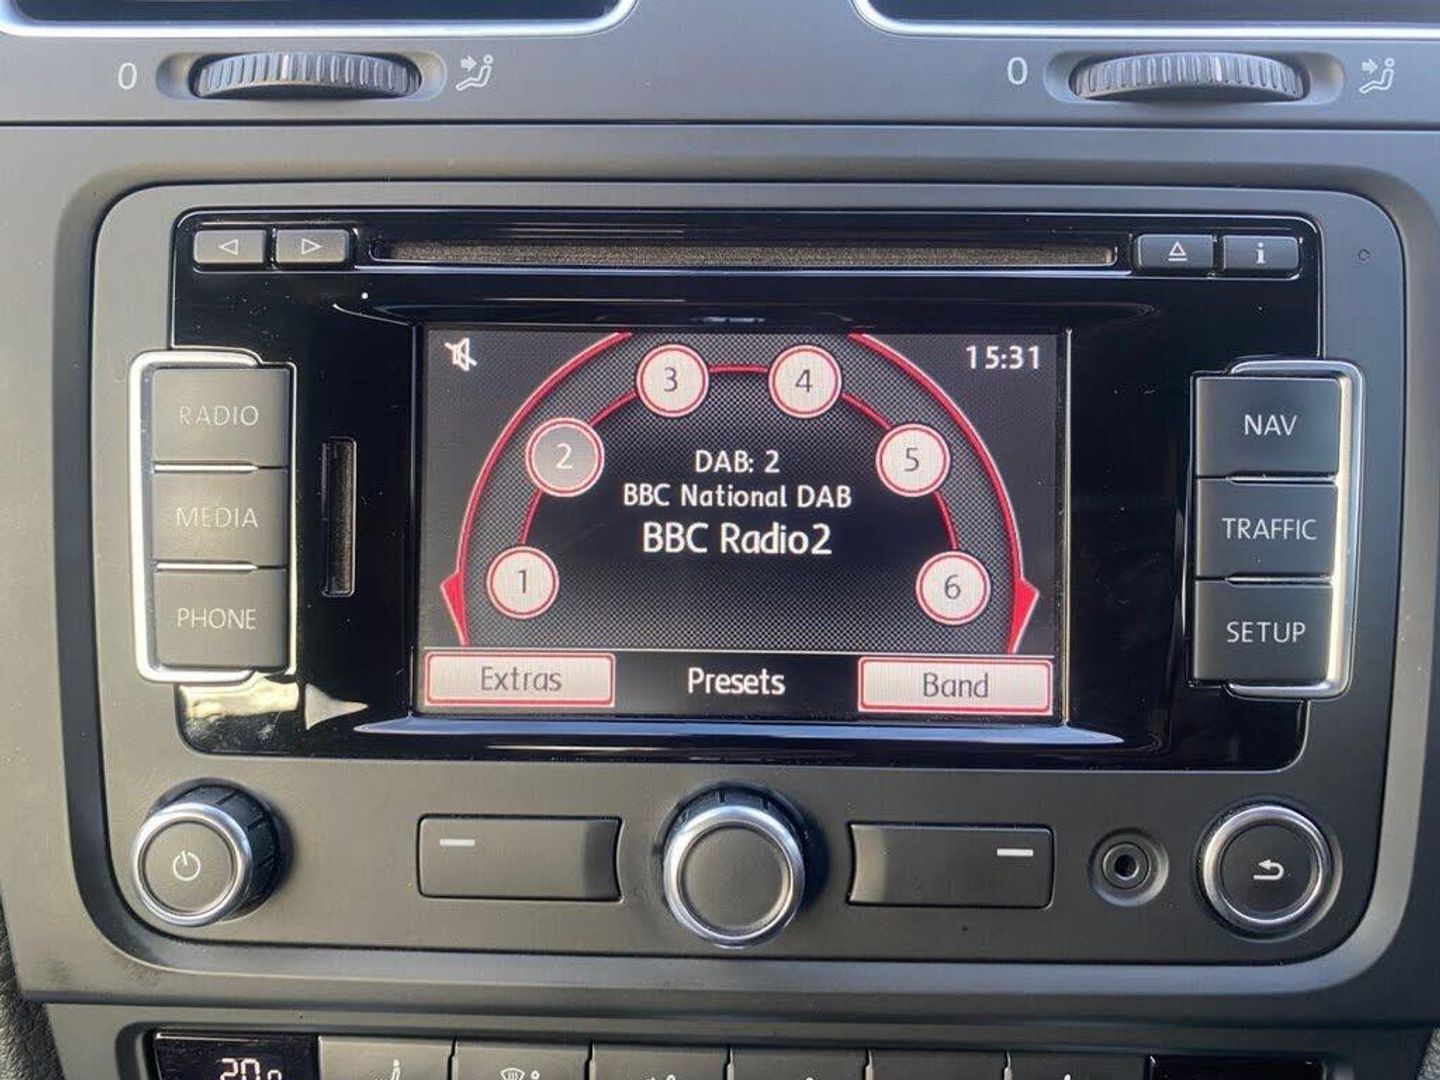 0
0
RADIO
MEDIA
PHONE
15:31
3
4
2
5
1
6
DAB: 2
BBC National DAB
BBC Radio2
Extras
Presets
Band
NAV
TRAFFIC
SETUP
i